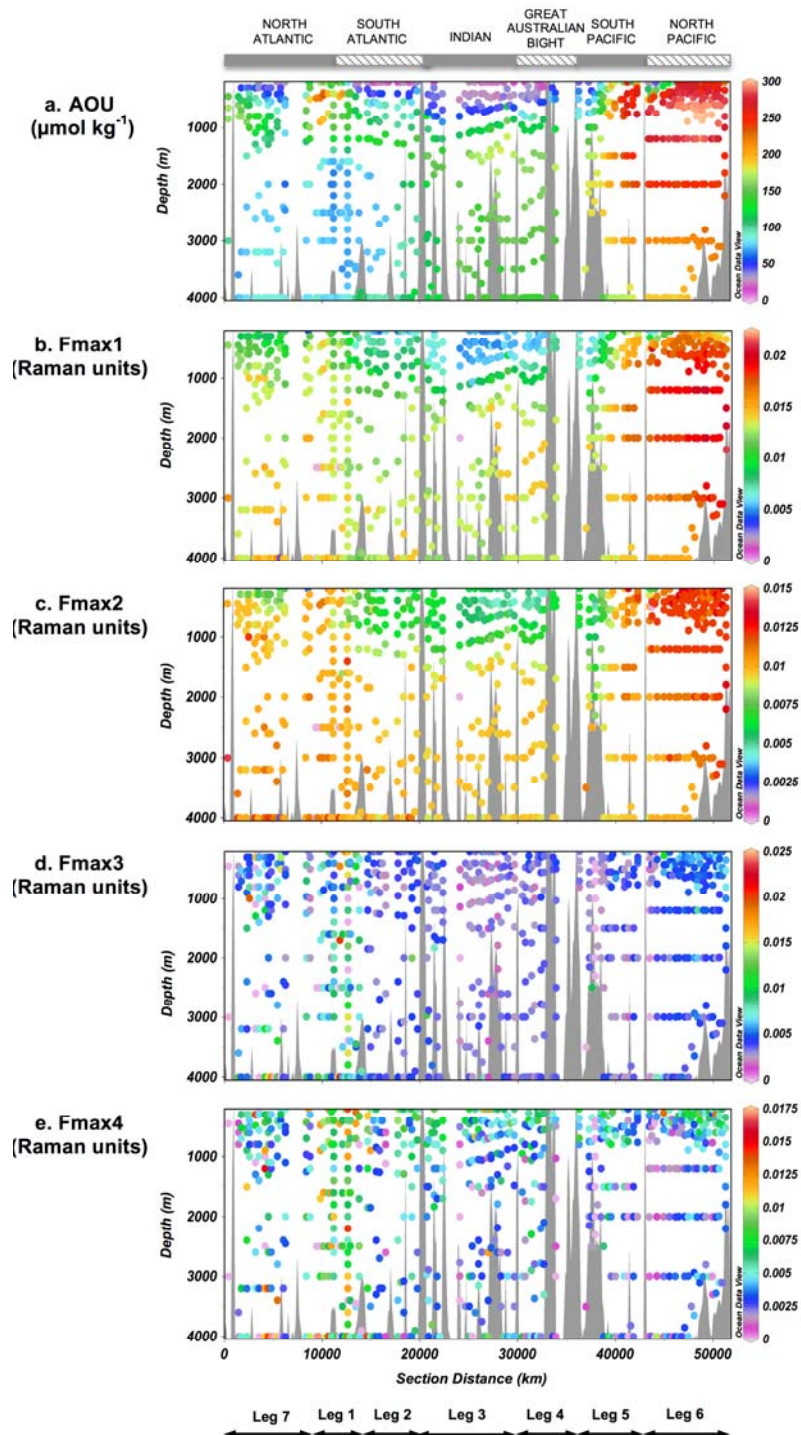 NORTH ATLANTIC
SOUTH ATLANTIC
INDIAN
GREAT AUSTRALIAN BIGHT
SOUTH PACIFIC
NORTH PACIFIC
a. AOU
(µmol kg⁻¹)
Depth (m)
1000
2000
3000
4000
300
250
200
150
100
50
0
Ocean Data View
b. Fmax1
(Raman units)
Depth (m)
1000
2000
3000
4000
0.02
0.015
0.01
0.005
0
Ocean Data View
c. Fmax2
(Raman units)
Depth (m)
1000
2000
3000
4000
0.015
0.0125
0.01
0.0075
0.005
0.0025
0
Ocean Data View
d. Fmax3
(Raman units)
Depth (m)
1000
2000
3000
4000
0.025
0.02
0.015
0.01
0.005
0
Ocean Data View
e. Fmax4
(Raman units)
Depth (m)
1000
2000
3000
4000
0.0175
0.015
0.0125
0.01
0.0075
0.005
0.0025
0
Ocean Data View
0 10000 20000 30000 40000 50000
Section Distance (km)
Leg 7 Leg 1 Leg 2 Leg 3 Leg 4 Leg 5 Leg 6